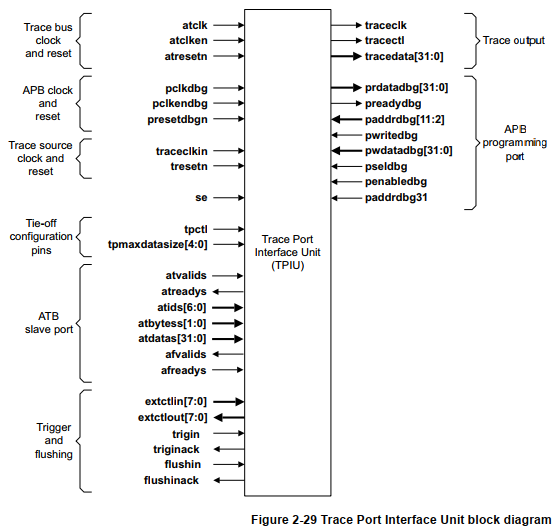 Trace bus
clock
and reset
atclk
atclken
atresetn
APB clock
and
reset
pclkdbg
pclkendbg
presetdbgn
Trace source
clock and
reset
traceclkin
tresetn
se
Tie-off
configuration
pins
tpctl
tpmaxdatasize[4:0]
ATB
slave port
atvalids
atreadys
atids[6:0]
atbytess[1:0]
atdatas[31:0]
afvalids
afreadys
Trigger
and
flushing
extctlin[7:0]
extctlout[7:0]
trigin
triginack
flushin
flushinack
Trace Port
Interface Unit
(TPIU)
traceclk
tracectl
tracedata[31:0]
Trace output
prdatadbg[31:0]
preadydbg
paddrdbg[11:2]
pwritedbg
pwdatadbg[31:0]
pseldbg
penabledbg
paddrdbg31
APB
programming
port
Figure 2-29 Trace Port Interface Unit block diagram